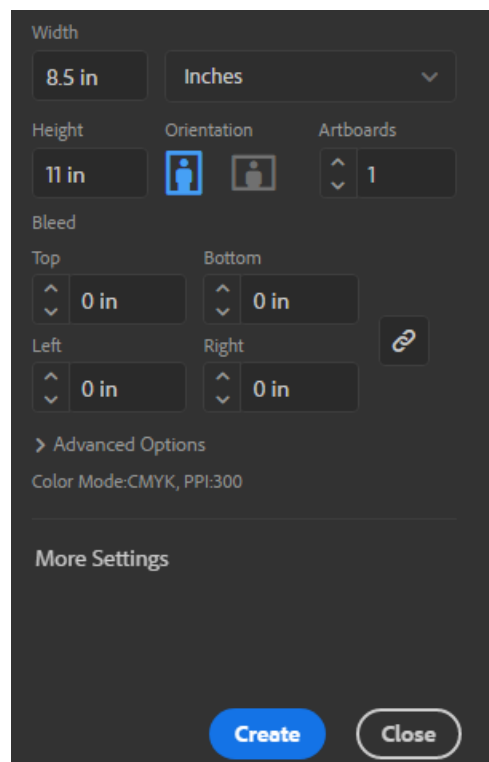 Width
8.5 in Inches
Height Orientation Artboards
11 in 1
Bleed
Top Bottom
0 in 0 in
Left Right
0 in 0 in
Advanced Options
Color Mode:CMYK, PPI:300
More Settings
Create Close